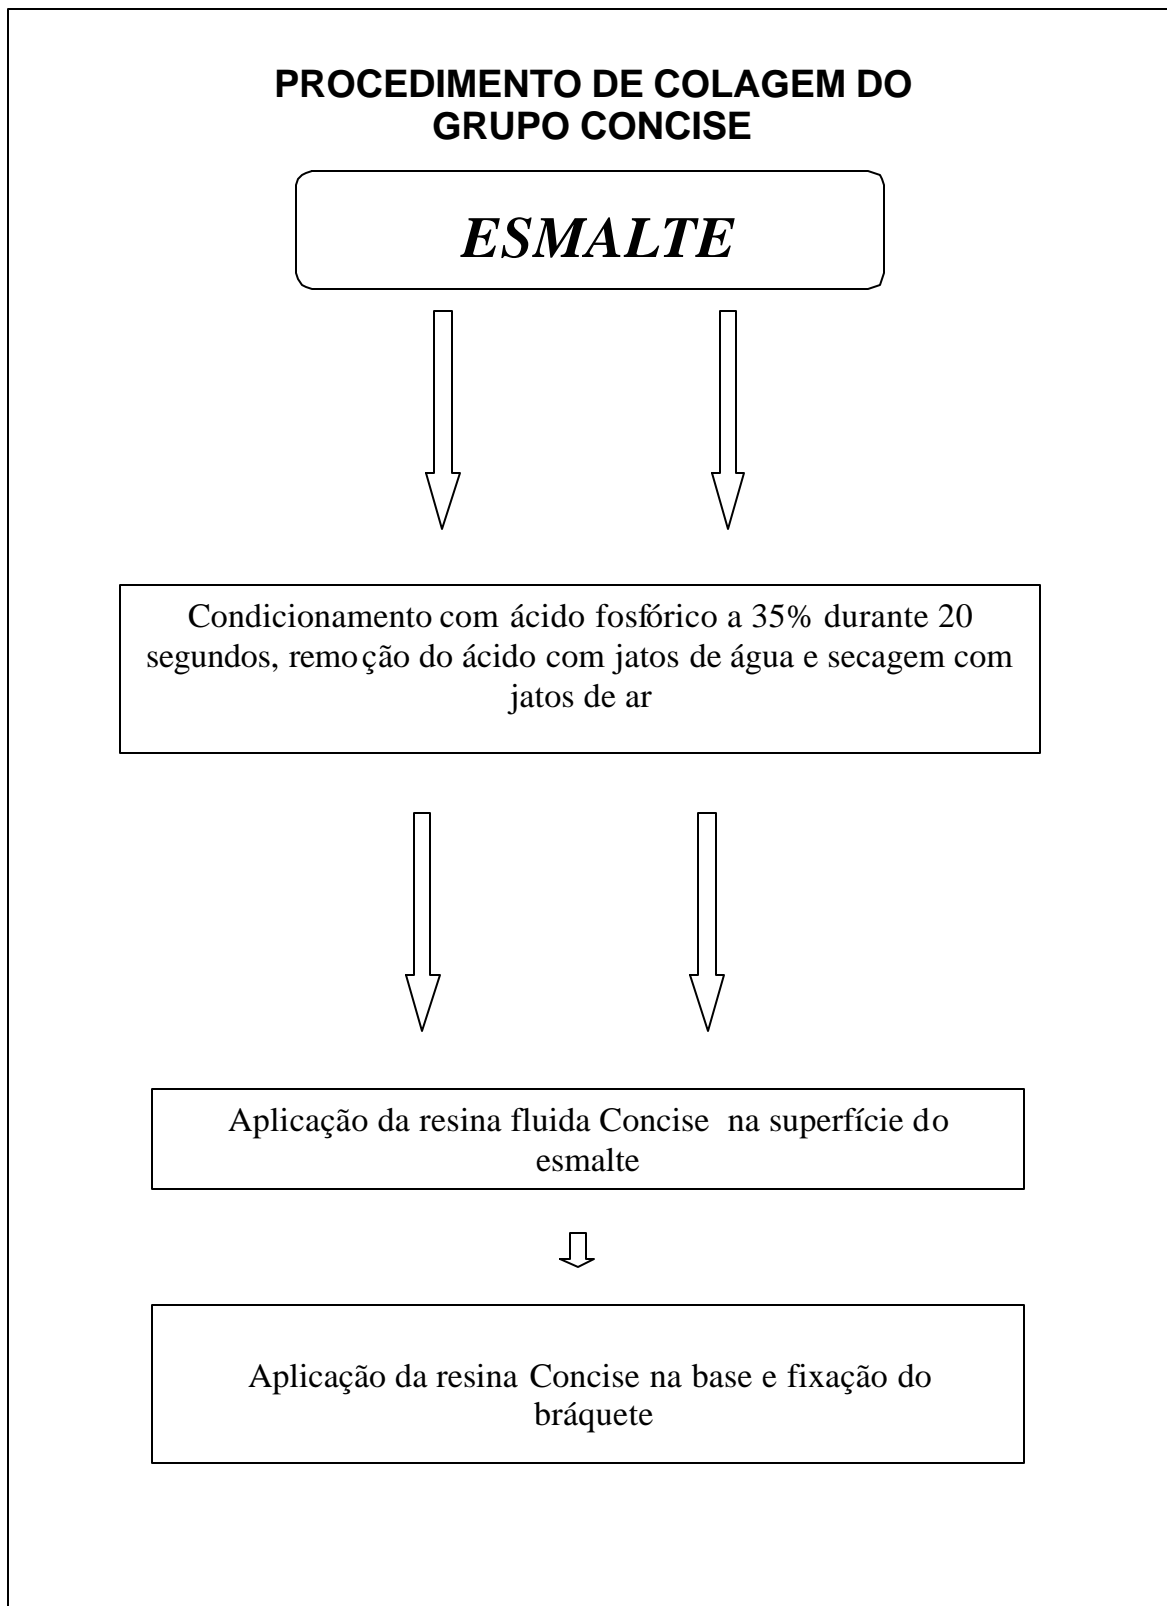 PROCEDIMENTO DE COLAGEM DO
GRUPO CONCISE
ESMALTE
Condicionamento com ácido fosfórico a 35% durante 20
segundos, remoção do ácido com jatos de água e secagem com
jatos de ar
Aplicação da resina fluida Concise na superfície do
esmalte
Aplicação da resina Concise na base e fixação do
bráquete